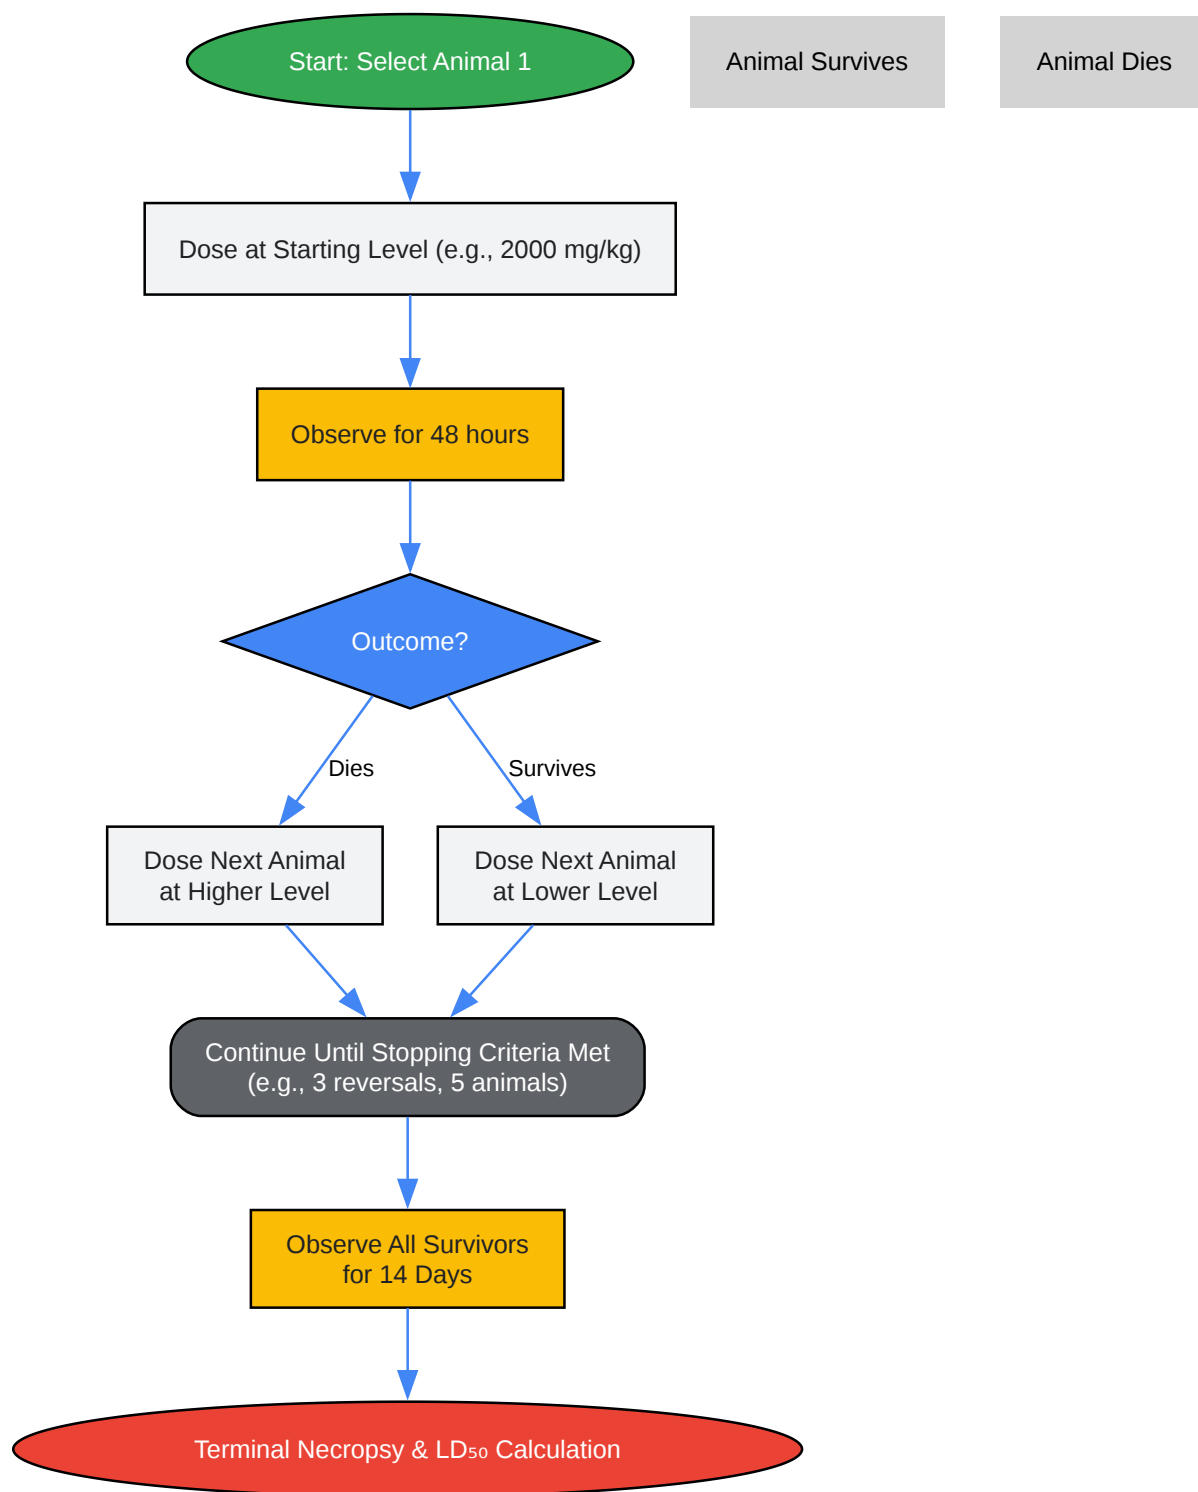 Start: Select Animal 1
Animal Survives
Animal Dies
Dose at Starting Level (e.g., 2000 mg/kg)
Observe for 48 hours
Outcome?
Dies
Survives
Dose Next Animal
at Higher Level
Dose Next Animal
at Lower Level
Continue Until Stopping Criteria Met
(e.g., 3 reversals, 5 animals)
Observe All Survivors
for 14 Days
Terminal Necropsy & LD₅₀ Calculation